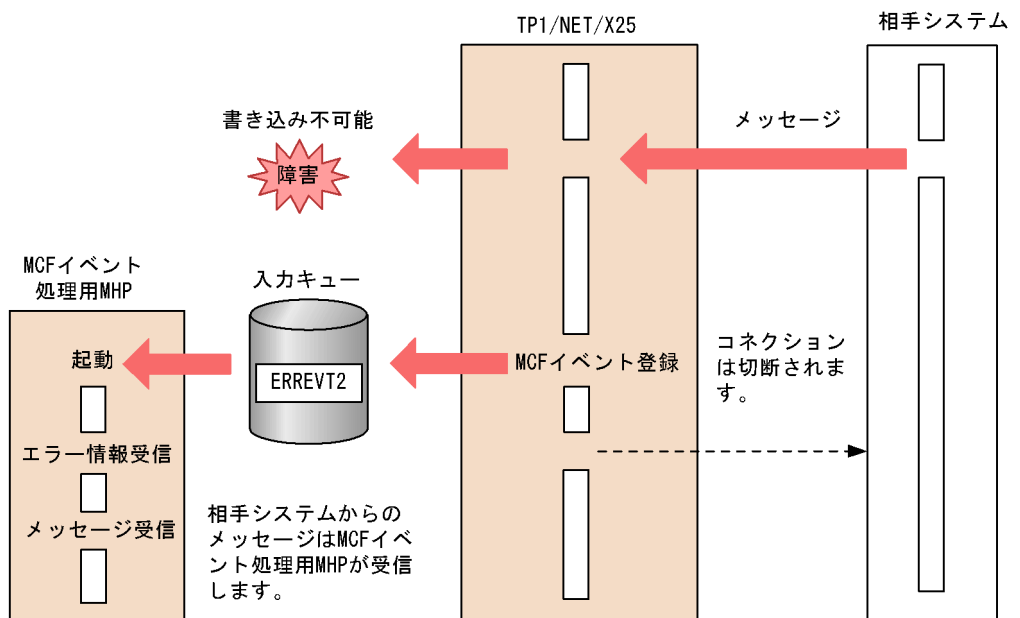 TP1/NET/X25
相手システム
書き込み不可能
障害
メッセージ
MCFイベント
処理用MHP
入力キュー
起動
ERREVT2
MCFイベント登録
コネクション
は切断されま
す。
エラー情報受信
メッセージ受信
相手システムからの
メッセージはMCFイベ
ント処理用MHPが受信
します。